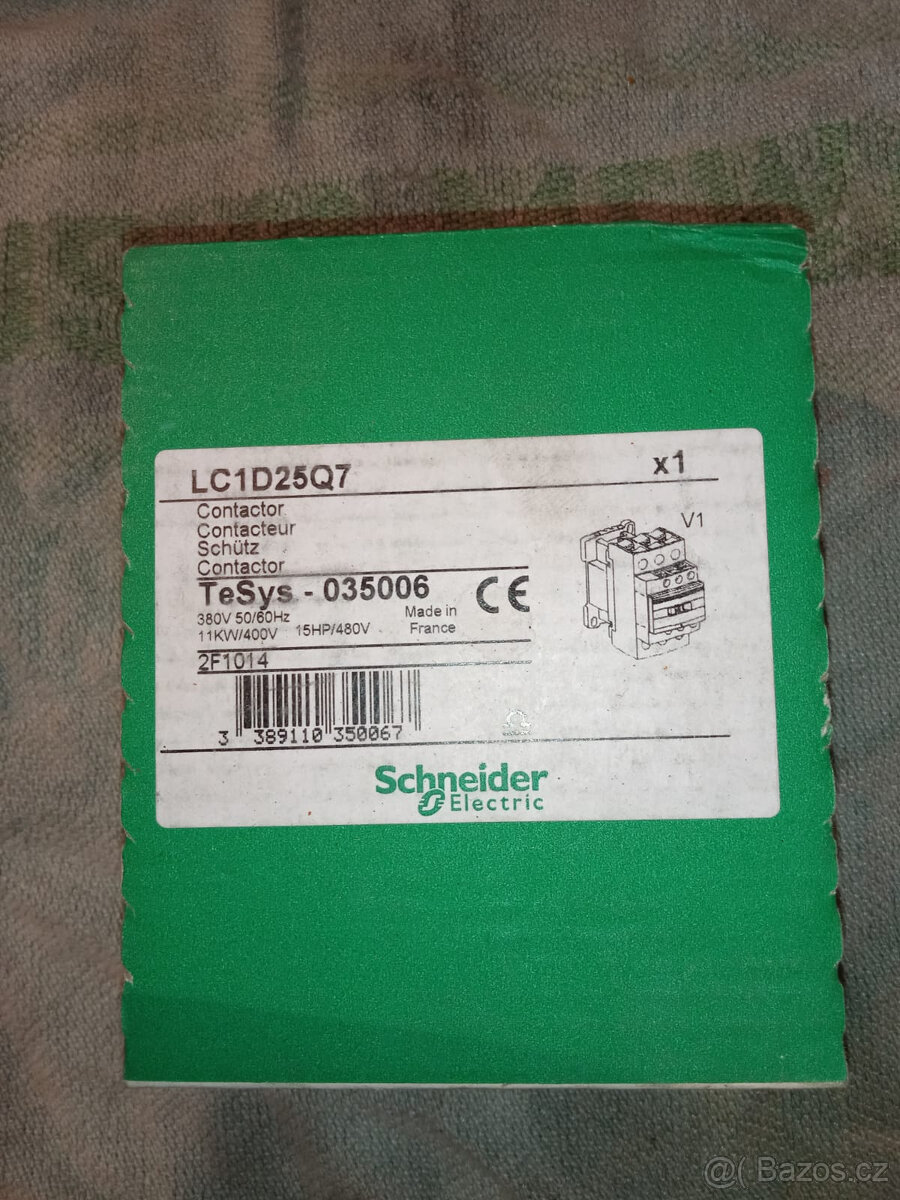 LC1D25Q7 x1
Contactor
Contacteur
Schütz
Contactor
V1
TeSys - 035006 CE
380V 50/60Hz
11KW/400V 15HP/480V
Made in
France
2F1014
3 389110 350067
Schneider
Electric
@( Bazos.cz